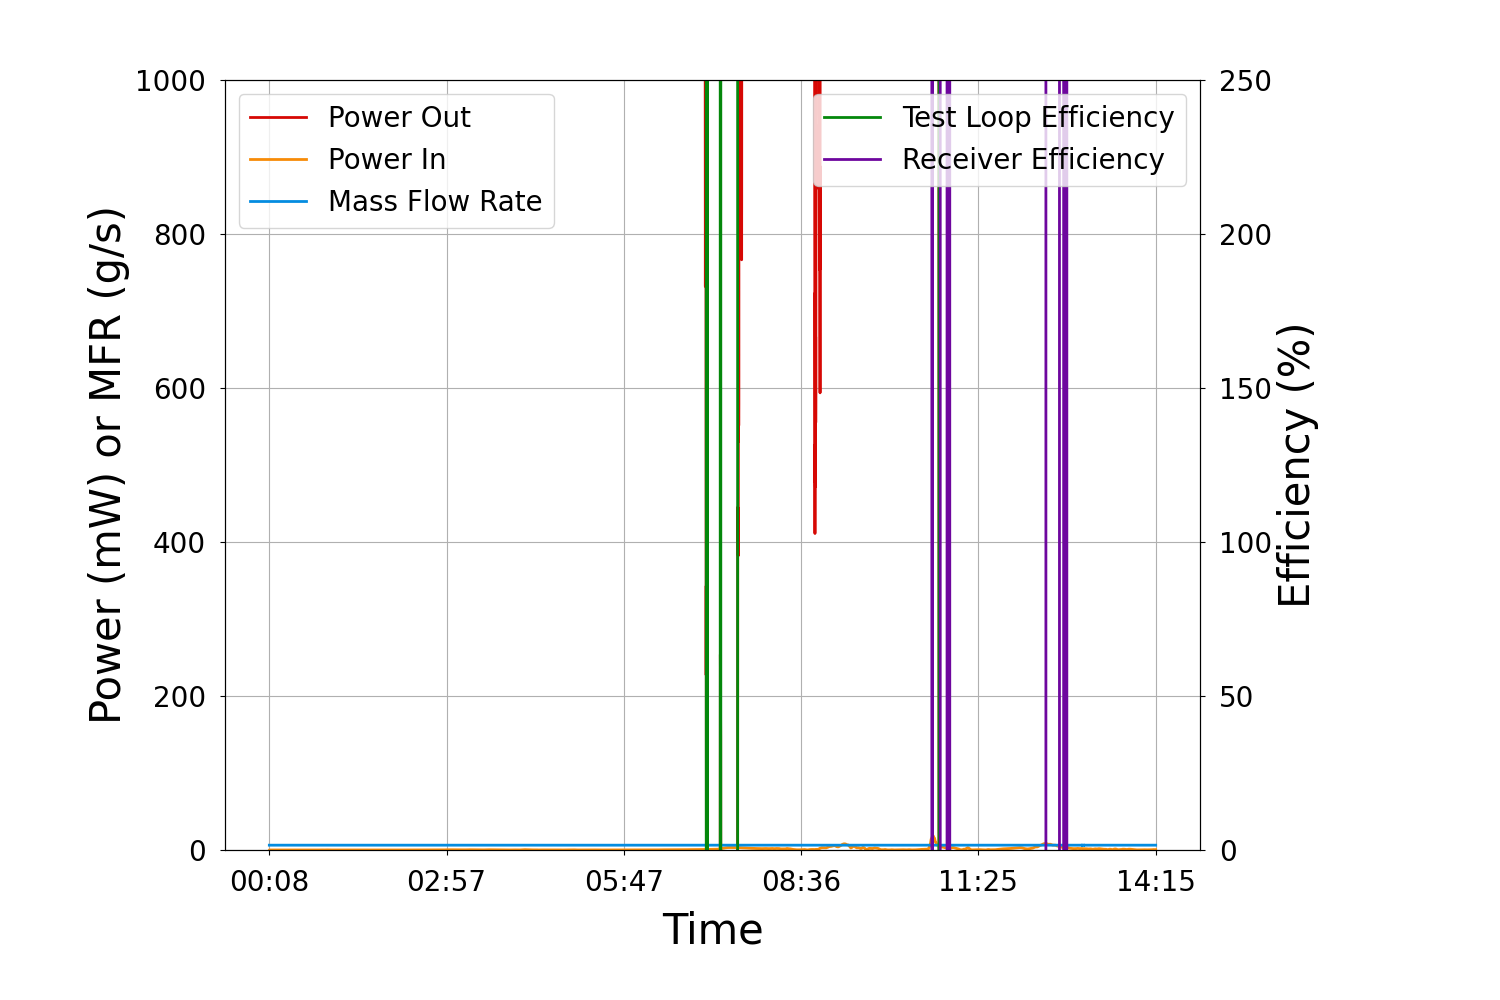 1000
800
600
400
200
0
Power (mW) or MFR (g/s)
Power Out
Power In
Mass Flow Rate
Test Loop Efficiency
Receiver Efficiency
250
200
150
100
50
0
Efficiency (%)
00:08 02:57 05:47 08:36 11:25 14:15
Time